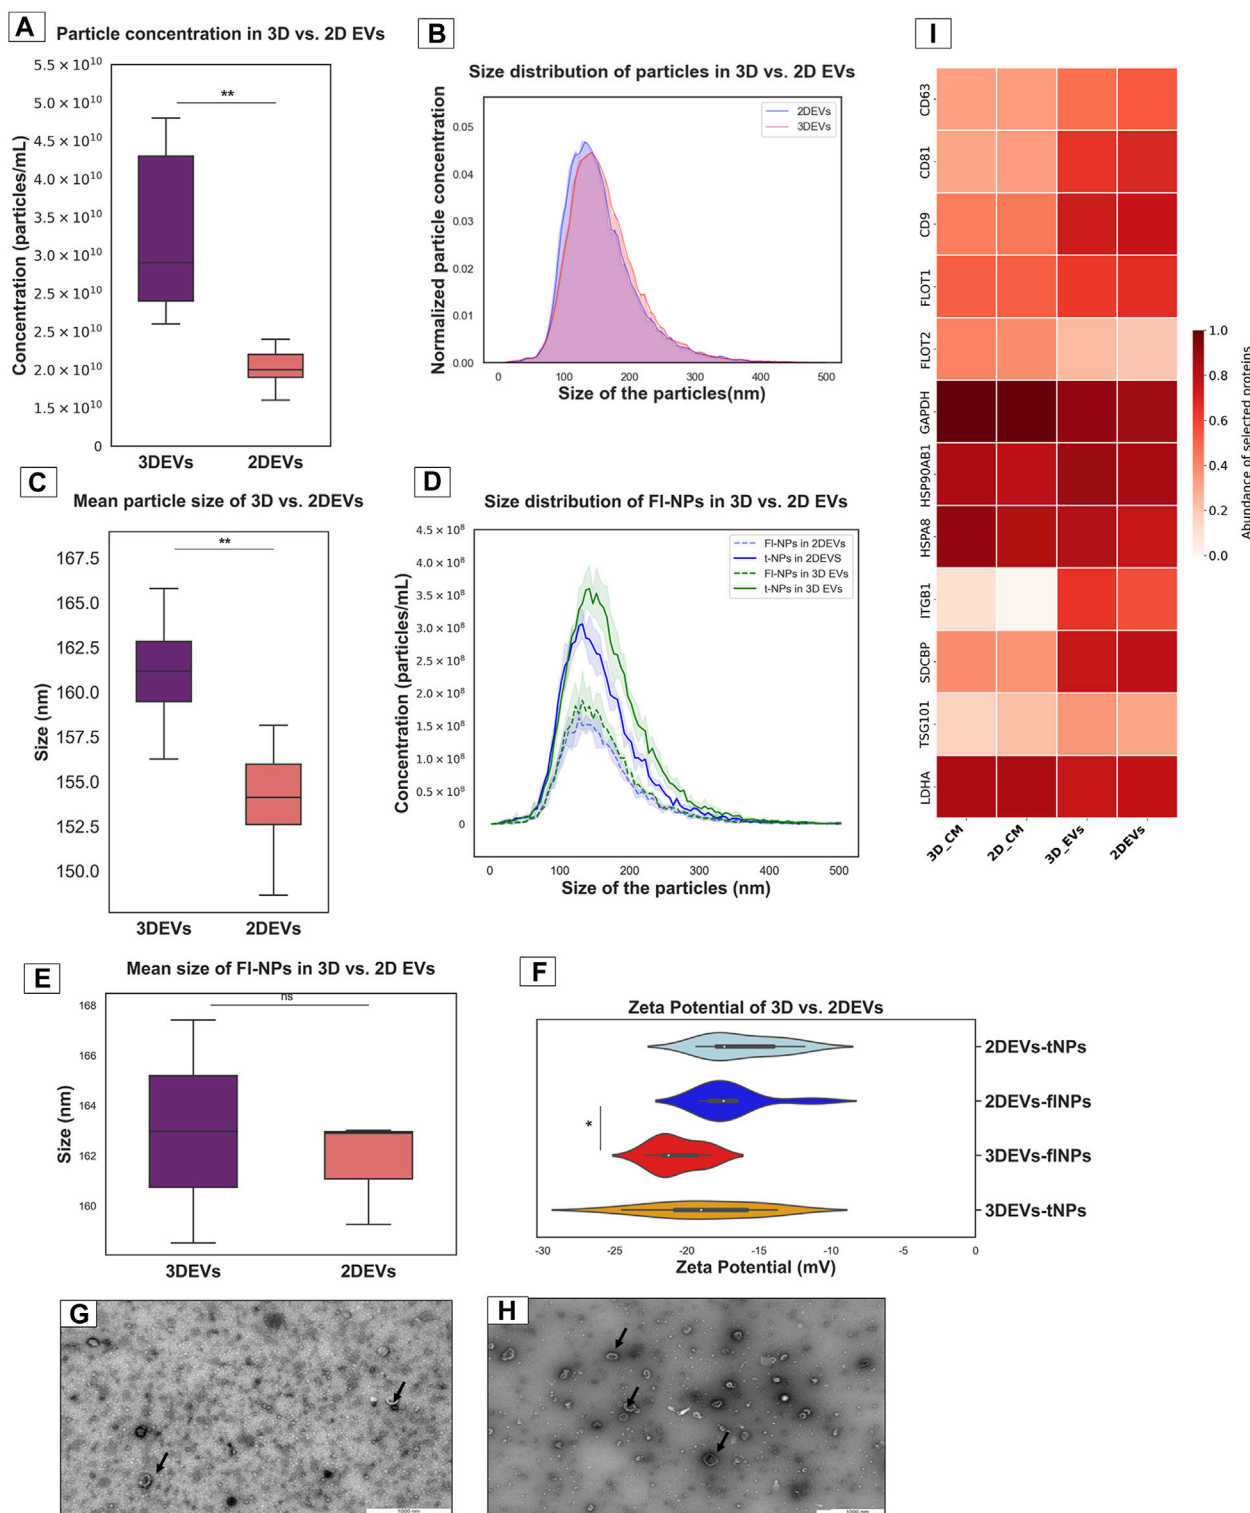 A
Particle concentration in 3D vs. 2D EVs
Concentration (particles/mL)
5.5 × 10¹⁰
5.0 × 10¹⁰
4.5 × 10¹⁰
4.0 × 10¹⁰
3.5 × 10¹⁰
3.0 × 10¹⁰
2.5 × 10¹⁰
2.5 × 10¹⁰
2.0 × 10¹⁰
1.5 × 10¹⁰
0
**
3DEVs 2DEVs
B
Size distribution of particles in 3D vs. 2D EVs
Normalized particle concentration
0.05
0.04
0.03
0.02
0.01
0.00
2DEVs
3DEVs
0 100 200 300 400 500
Size of the particles(nm)
C
Mean particle size of 3D vs. 2DEVs
Size (nm)
167.5
165.0
162.5
160.0
157.5
155.0
152.5
150.0
**
3DEVs 2DEVs
D
Size distribution of Fl-NPs in 3D vs. 2D EVs
Concentration (particles/mL)
4.5 × 10⁸
4.0 × 10⁸
3.5 × 10⁸
3.0 × 10⁸
2.5 × 10⁸
2.0 × 10⁸
1.5 × 10⁸
1.0 × 10⁸
0.5 × 10⁸
0
Fl-NPs in 2DEVs
t-NPs in 2DEVS
Fl-NPs in 3D EVs
t-NPs in 3D EVs
0 100 200 300 400 500
Size of the particles (nm)
E
Mean size of Fl-NPs in 3D vs. 2D EVs
Size (nm)
168
166
164
162
160
ns
3DEVs 2DEVs
F
Zeta Potential of 3D vs. 2DEVs
2DEVs-tNPs
2DEVs-flNPs
3DEVs-flNPs
3DEVs-tNPs
*
-30 -25 -20 -15 -10 -5 0
Zeta Potential (mV)
G
1000 nm
H
1000 nm
I
CD63
CD81
CD9
FLOT1
FLOT2
GAPDH
HSP90AB1
HSPA8
ITGB1
SDCBP
TSG101
LDHA
3D_CM 2D_CM 3D_EVs 2DEVs
1.0
0.8
0.6
0.4
0.2
0.0
Abundance of selected proteins